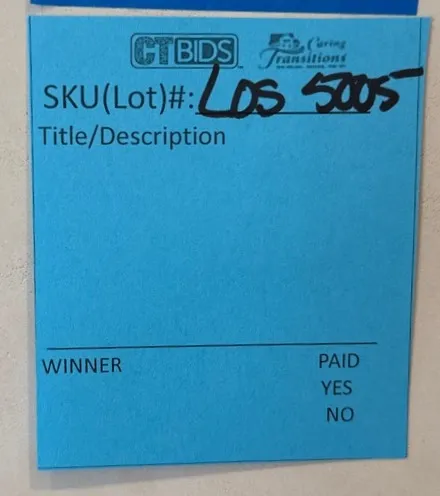 CTBIDS Caring Transitions
SKU(Lot)#: LOS 5005
Title/Description
WINNER PAID
YES
NO